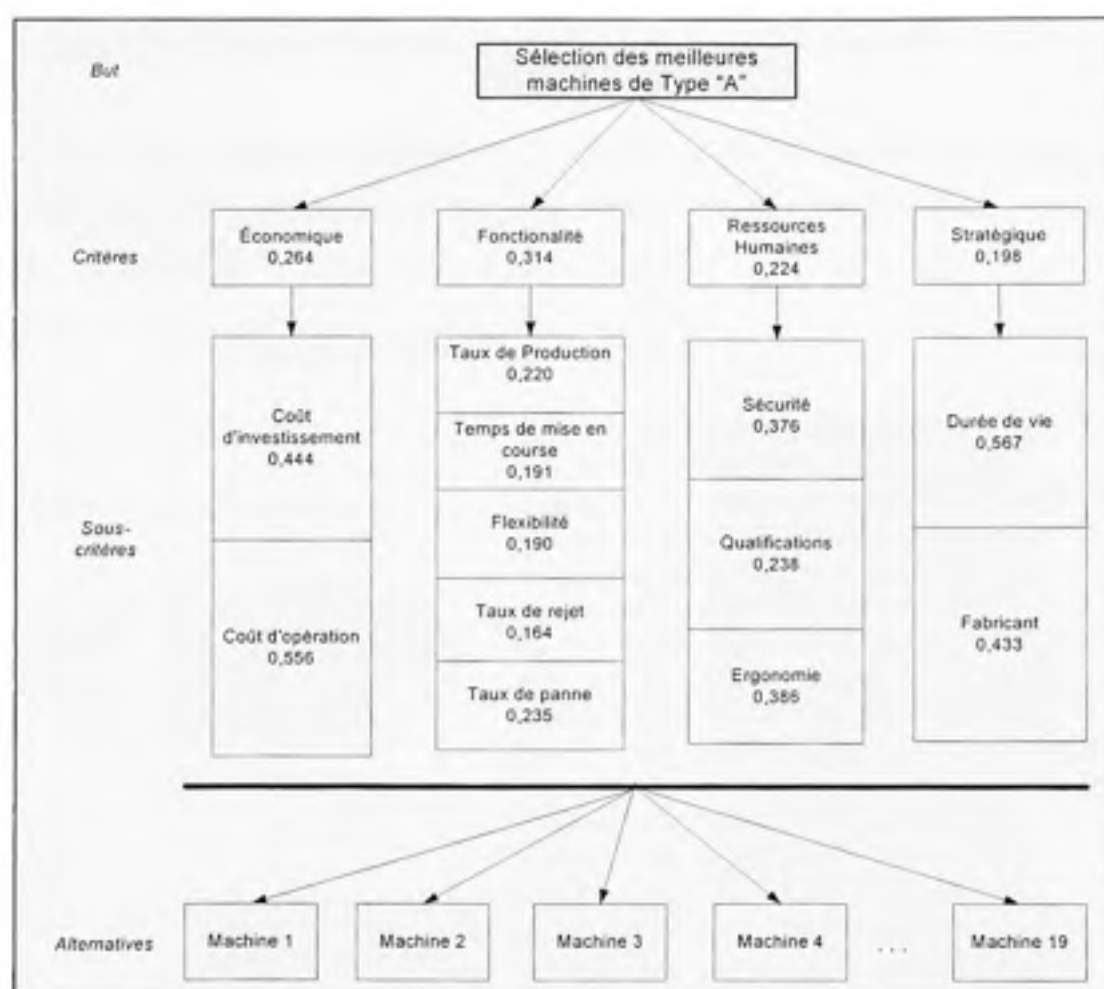 But
Sélection des meilleures
machines de Type "A"
Critères
Économique
0,264
Fonctionalité
0,314
Ressources
Humaines
0,224
Stratégique
0,198
Sous-
critères
Coût
d'investissement
0,444
Coût d'opération
0,556
Taux de Production
0,220
Temps de mise en
course
0,191
Flexibilité
0,190
Taux de rejet
0,164
Taux de panne
0,235
Sécurité
0,376
Qualifications
0,238
Ergonomie
0,386
Durée de vie
0,567
Fabricant
0,433
Alternatives
Machine 1
Machine 2
Machine 3
Machine 4
. . .
Machine 19